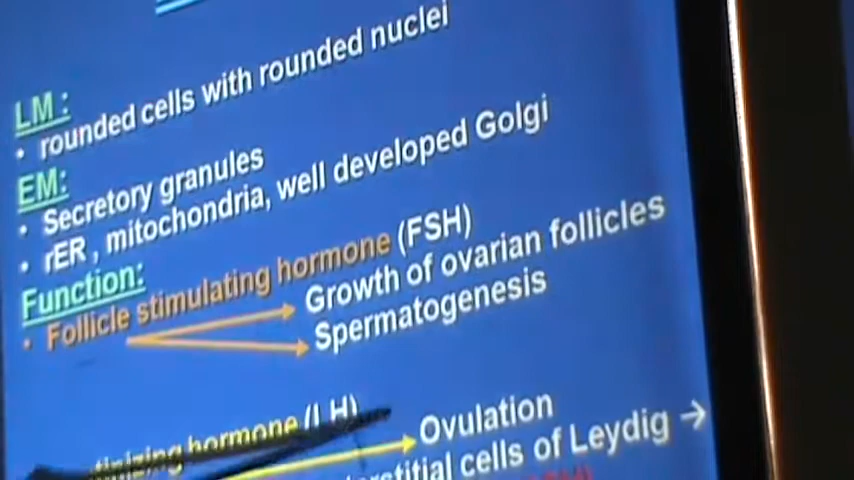 LM :
• rounded cells with rounded nuclei
EM:
• Secretory granules
• rER , mitochondria, well developed Golgi
Function:
• Follicle stimulating hormone (FSH)
Growth of ovarian follicles
Spermatogenesis
hormone (LH)
Ovulation
cells of Leydig →